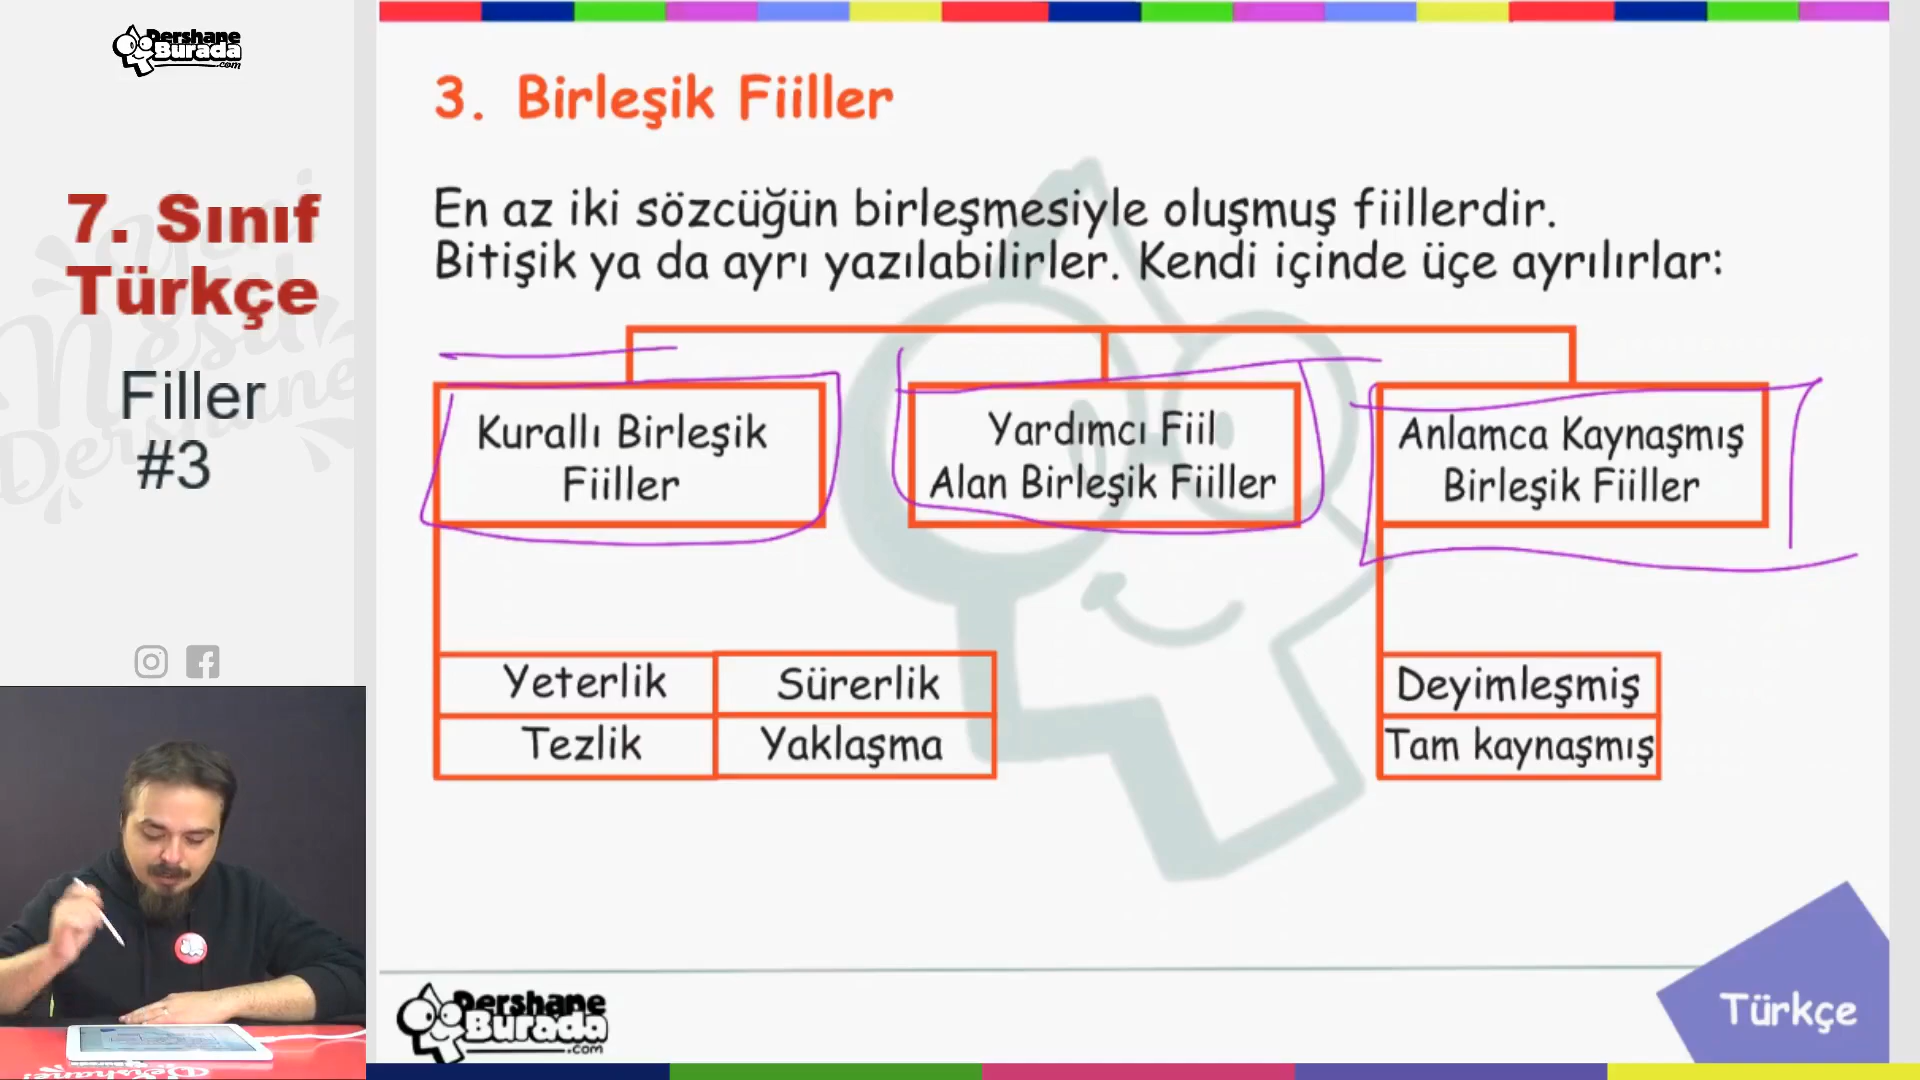 Dershane
Burada
.com
7. Sınıf
Türkçe
Filler
#3
3. Birleşik Fiiller
En az iki sözcüğün birleşmesiyle oluşmuş fiillerdir.
Bitişik ya da ayrı yazılabilirler. Kendi içinde üçe ayrılırlar:
Kurallı Birleşik
Fiiller
Yardımcı Fiil
Alan Birleşik Fiiller
Anlamca Kaynaşmış
Birleşik Fiiller
Yeterlik
Sürerlik
Tezlik
Yaklaşma
Deyimleşmiş
Tam kaynaşmış
Dershane
Burada
.com
Türkçe